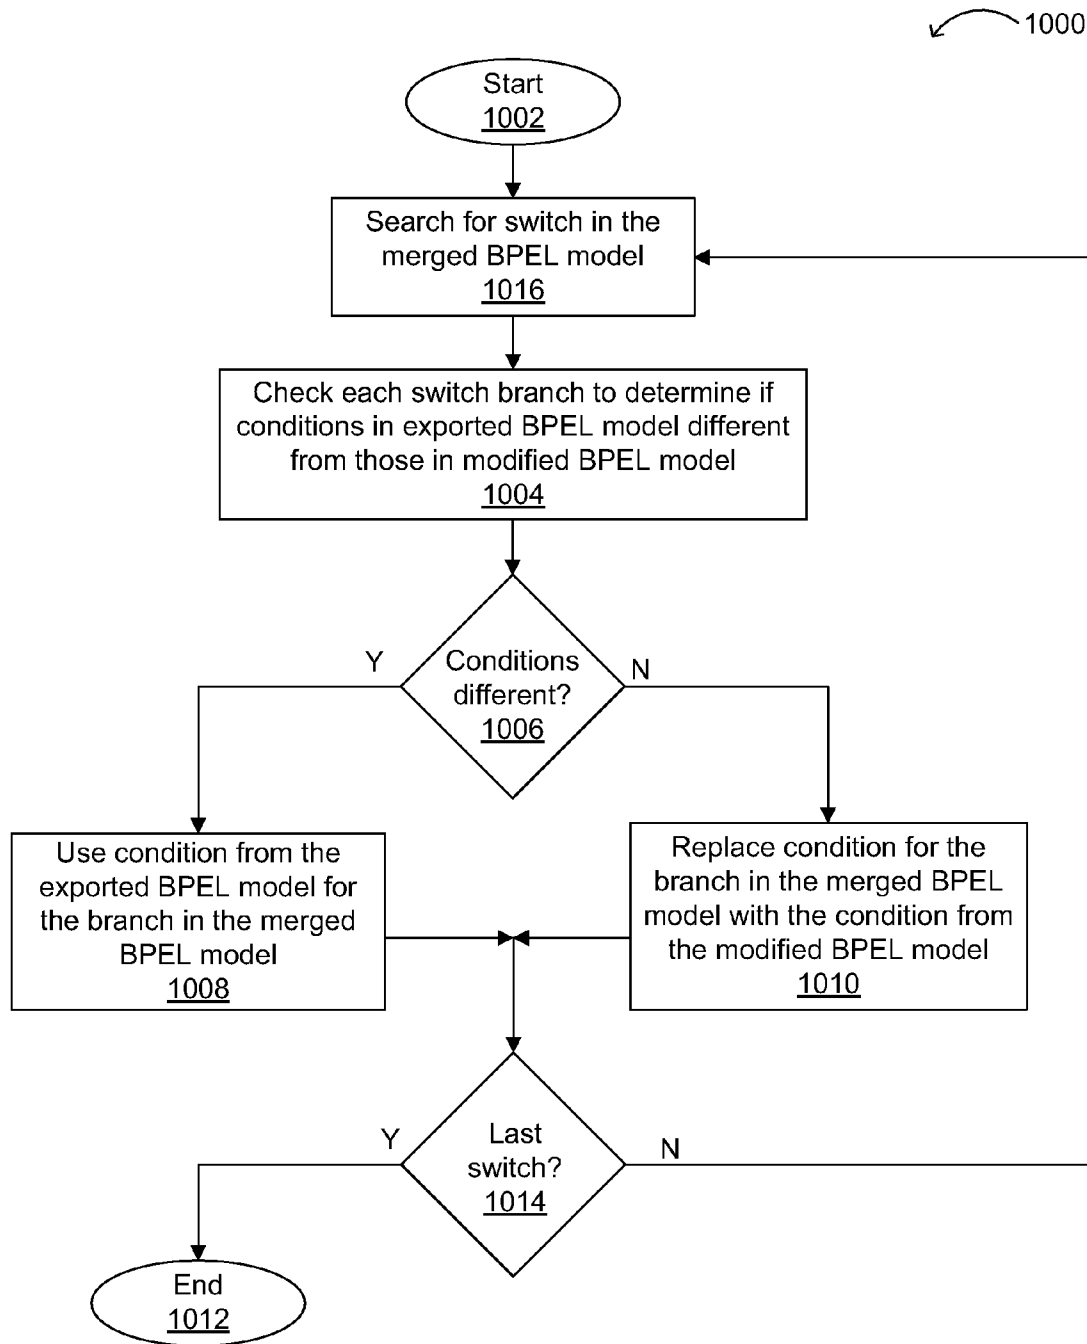 1000
Start
1002
Search for switch in the
merged BPEL model
1016
Check each switch branch to determine if
conditions in exported BPEL model different
from those in modified BPEL model
1004
Y
Conditions
different?
1006
N
Use condition from the
exported BPEL model for
the branch in the merged
BPEL model
1008
Replace condition for the
branch in the merged BPEL
model with the condition from
the modified BPEL model
1010
Y
Last
switch?
1014
N
End
1012